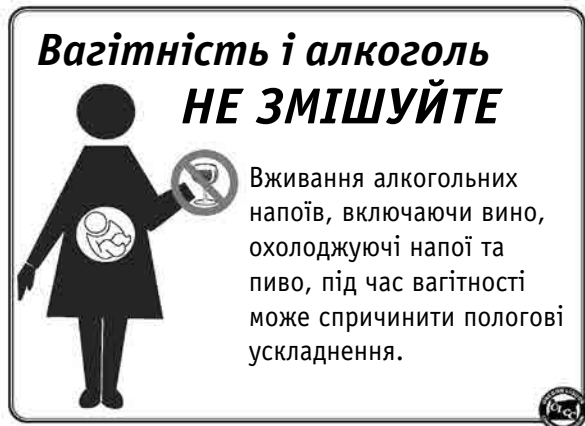 Вагітність і алкоголь
НЕ ЗМІШУЙТЕ
Вживання алкогольних
напоїв, включаючи вино,
охолоджуючі напої та
пиво, під час вагітності
може спричинити пологові
ускладнення.
OLCC